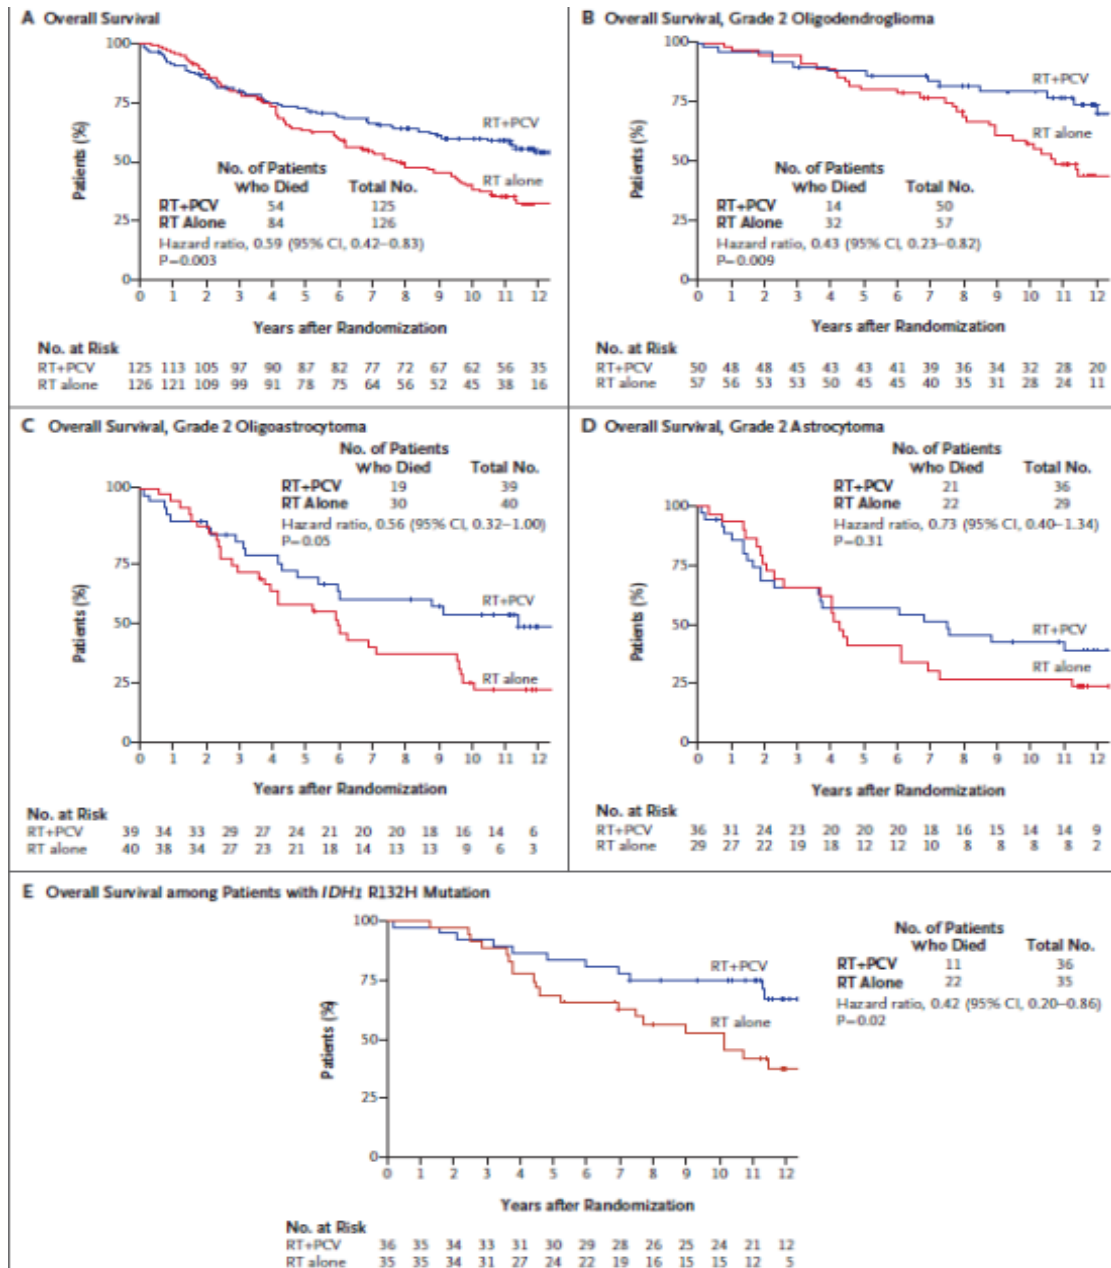 A Overall Survival
100
75
50
25
0
Patients (%)
RT+PCV
RT alone
No. of Patients
Who Died Total No.
RT+PCV 54 125
RT Alone 84 126
Hazard ratio, 0.59 (95% CI, 0.42–0.83)
P=0.003
0 1 2 3 4 5 6 7 8 9 10 11 12
Years after Randomization
No. at Risk
RT+PCV 125 113 105 97 90 87 82 77 72 67 62 56 35
RT alone 126 121 109 99 91 78 75 64 56 52 45 38 16
B Overall Survival, Grade 2 Oligodendroglioma
100
75
50
25
0
Patients (%)
RT+PCV
RT alone
No. of Patients
Who Died Total No.
RT+PCV 14 50
RT Alone 32 57
Hazard ratio, 0.43 (95% CI, 0.23–0.82)
P=0.009
0 1 2 3 4 5 6 7 8 9 10 11 12
Years after Randomization
No. at Risk
RT+PCV 50 48 48 45 43 43 41 39 36 34 32 28 20
RT alone 57 56 53 53 50 45 45 40 35 31 28 24 11
C Overall Survival, Grade 2 Oligoastrocytoma
No. of Patients
Who Died Total No.
RT+PCV 19 39
RT Alone 30 40
Hazard ratio, 0.56 (95% CI, 0.32–1.00)
P=0.05
100
75
50
25
0
Patients (%)
RT+PCV
RT alone
0 1 2 3 4 5 6 7 8 9 10 11 12
Years after Randomization
No. at Risk
RT+PCV 39 34 33 29 27 24 21 20 20 18 16 14 6
RT alone 40 38 34 27 23 21 18 14 13 13 9 6 3
D Overall Survival, Grade 2 Astrocytoma
No. of Patients
Who Died Total No.
RT+PCV 21 36
RT Alone 22 29
Hazard ratio, 0.73 (95% CI, 0.40–1.34)
P=0.31
100
75
50
25
0
Patients (%)
RT+PCV
RT alone
0 1 2 3 4 5 6 7 8 9 10 11 12
Years after Randomization
No. at Risk
RT+PCV 36 31 24 23 20 20 20 18 16 15 14 14 9
RT alone 29 27 22 19 18 12 12 10 8 8 8 8 2
E Overall Survival among Patients with IDH1 R132H Mutation
100
75
50
25
0
Patients (%)
RT+PCV
RT alone
No. of Patients
Who Died Total No.
RT+PCV 11 36
RT Alone 22 35
Hazard ratio, 0.42 (95% CI, 0.20–0.86)
P=0.02
0 1 2 3 4 5 6 7 8 9 10 11 12
Years after Randomization
No. at Risk
RT+PCV 36 35 34 33 31 30 29 28 26 25 24 21 12
RT alone 35 35 34 31 27 24 22 19 16 15 15 12 5